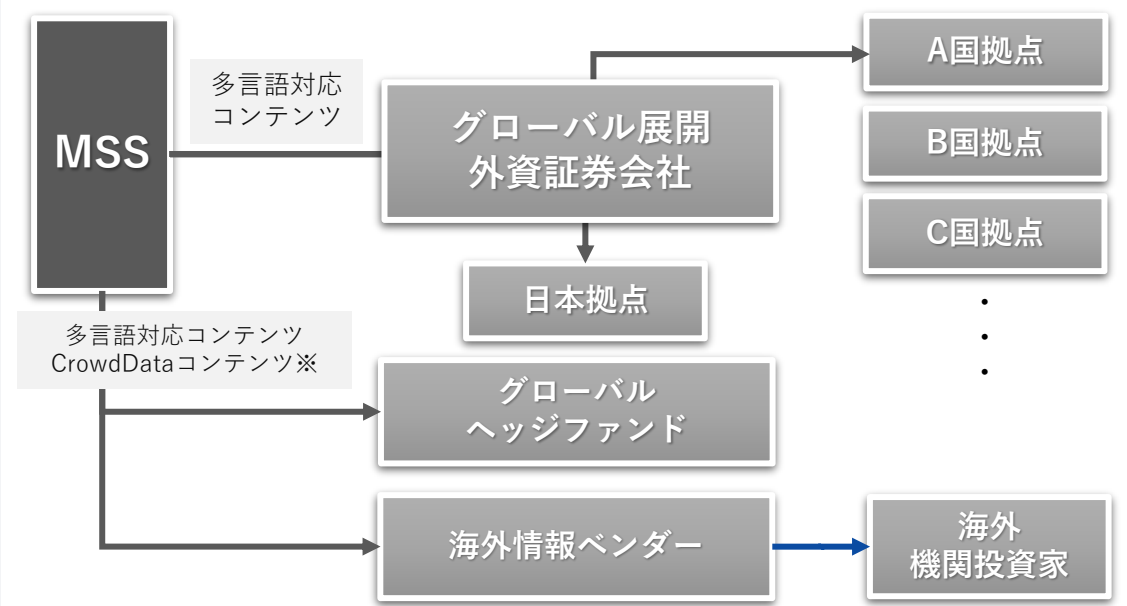 MSS
多言語対応
コンテンツ
グローバル展開
外資証券会社
A国拠点
B国拠点
C国拠点
・
・
・
日本拠点
多言語対応コンテンツ
CrowdDataコンテンツ※
グローバル
ヘッジファンド
海外情報ベンダー
海外
機関投資家